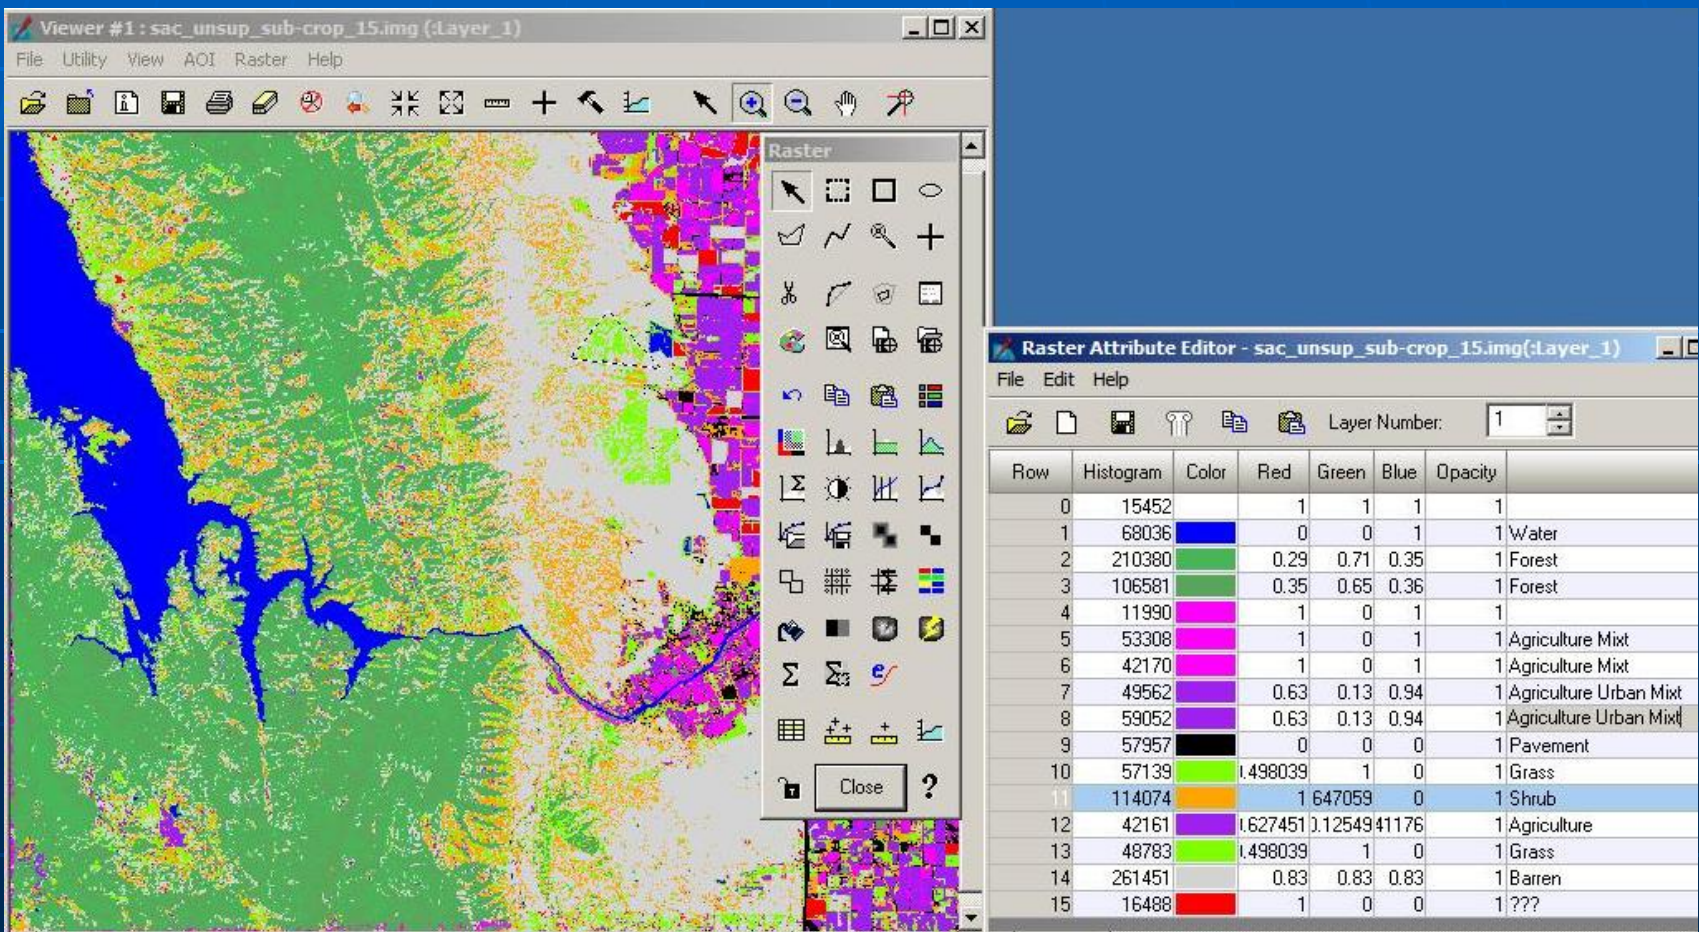 Viewer #1 : sac_unsup_sub-crop_15.img (:Layer_1)
File Utility View AOI Raster Help
Raster
Close
Raster Attribute Editor - sac_unsup_sub-crop_15.img(:Layer_1)
File Edit Help
Layer Number: 1
Row Histogram Color Red Green Blue Opacity
0 15452 1 1 1 1
1 68036 0 0 1 1 Water
2 210380 0.29 0.71 0.35 1 Forest
3 106581 0.35 0.65 0.36 1 Forest
4 11990 1 0 1 1
5 53308 1 0 1 1 Agriculture Mixt
6 42170 1 0 1 1 Agriculture Mixt
7 49562 0.63 0.13 0.94 1 Agriculture Urban Mixt
8 59052 0.63 0.13 0.94 1 Agriculture Urban Mixt
9 57957 0 0 0 1 Pavement
10 57139 .498039 1 0 1 Grass
11 114074 1 647059 0 1 Shrub
12 42161 .627451 .12549 41176 1 Agriculture
13 48783 .498039 1 0 1 Grass
14 261451 0.83 0.83 0.83 1 Barren
15 16488 1 0 0 1 ???